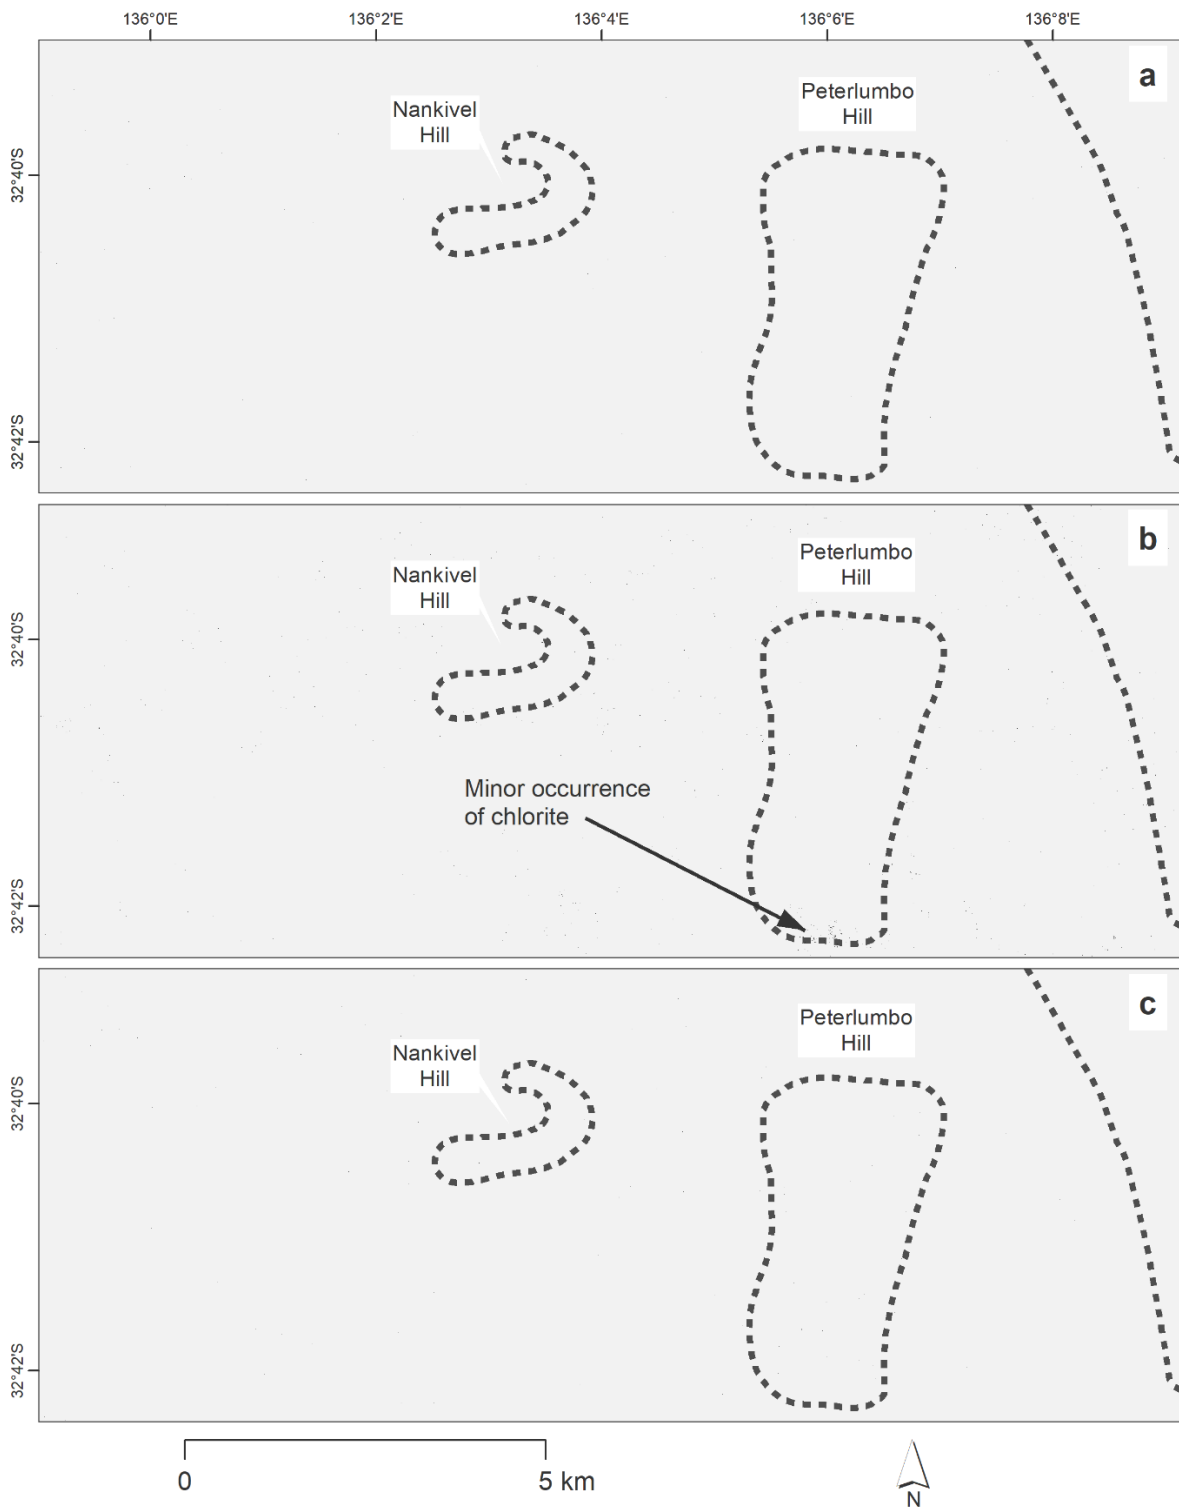 136°0'E 136°2'E 136°4'E 136°6'E 136°8'E
a
Peterlumbo
Hill
Nankivel
Hill
32°40'S
32°42'S
b
Peterlumbo
Hill
Nankivel
Hill
32°40'S
Minor occurrence
of chlorite
32°42'S
c
Peterlumbo
Hill
Nankivel
Hill
32°40'S
32°42'S
0 5 km
N